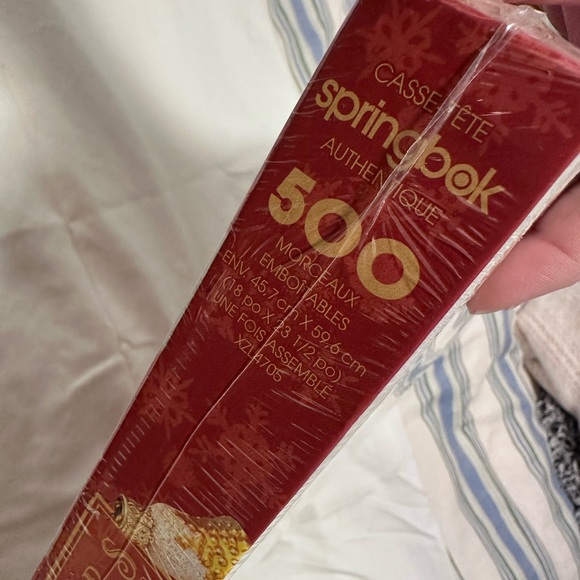 CASSE-TÊTE
springbok
AUTHENTIQUE
500
MORCEAUX
EMBOÎTABLES
ENV. 45,7 cm X 59,6 cm
(18 po X 23 1/2 po)
UNE FOIS ASSEMBLÉ
XZL4705